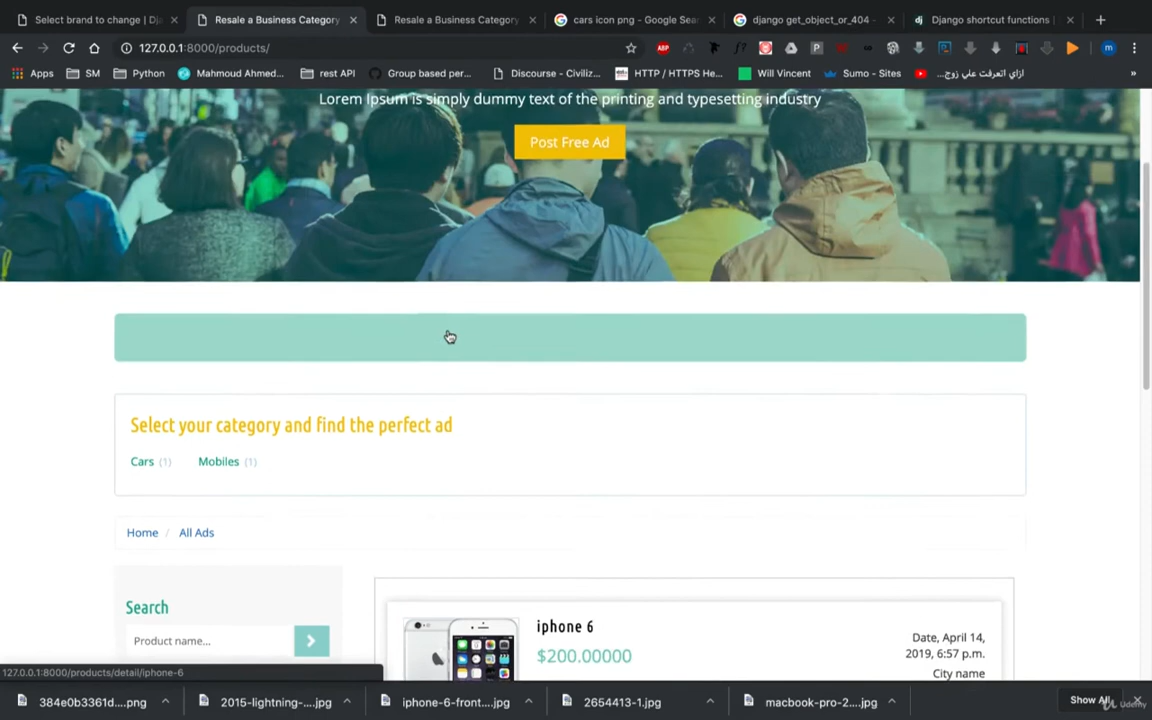 Select brand to change | Dja
Resale a Business Category
Resale a Business Category
cars icon png - Google Sear
django get_object_or_404 -
Django shortcut functions |
127.0.0.1:8000/products/
Apps
SM
Python
Mahmoud Ahmed...
rest API
Group based per...
Discourse - Civiliz...
HTTP / HTTPS He...
Will Vincent
Sumo - Sites
ازاي اتعرفت علي زوج...
Lorem Ipsum is simply dummy text of the printing and typesetting industry
Post Free Ad
Select your category and find the perfect ad
Cars (1) Mobiles (1)
Home / All Ads
Search
Product name...
iphone 6
$200.00000
Date, April 14,
2019, 6:57 p.m.
City name
127.0.0.1:8000/products/detail/iphone-6
384e0b3361d....png
2015-lightning-....jpg
iphone-6-front....jpg
2654413-1.jpg
macbook-pro-2....jpg
Show All
Udemy